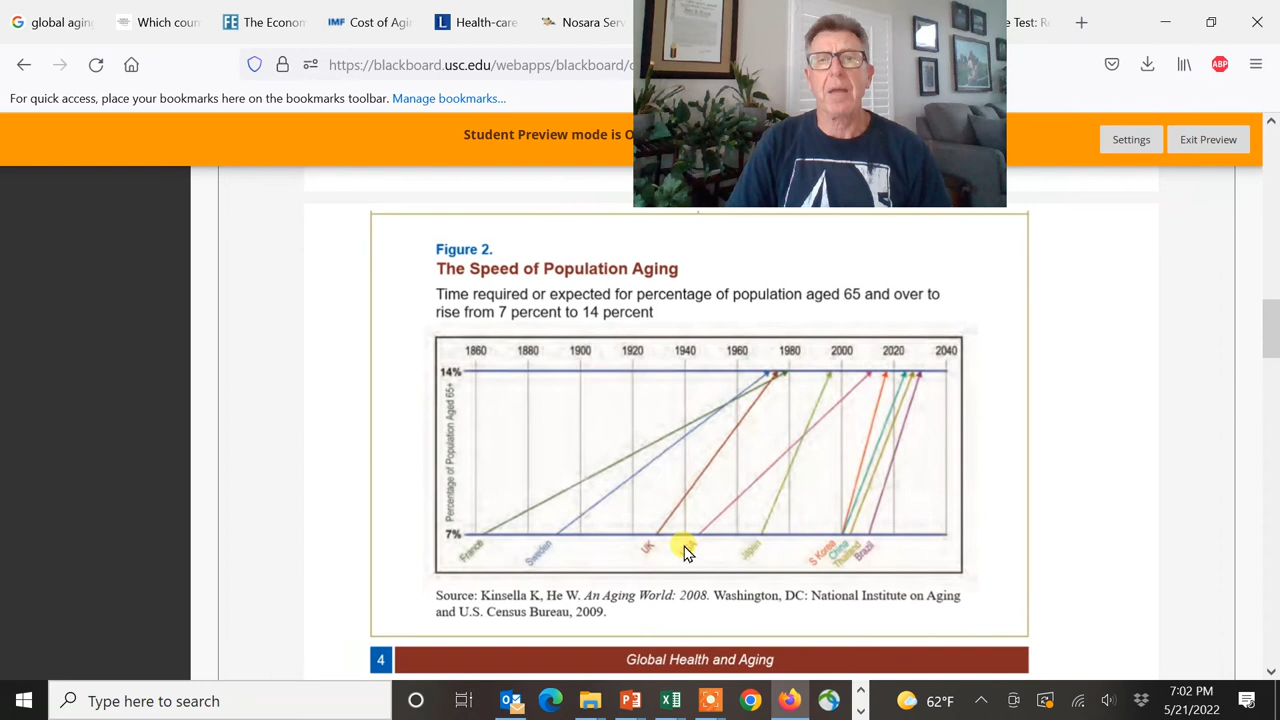 global aging
Which coun
The Econom
Cost of Agin
Health-care
Nosara Serv
e Test: R
https://blackboard.usc.edu/webapps/blackboard/
For quick access, place your bookmarks here on the bookmarks toolbar. Manage bookmarks...
Student Preview mode is O
Settings
Exit Preview
Figure 2.
The Speed of Population Aging
Time required or expected for percentage of population aged 65 and over to
rise from 7 percent to 14 percent
1860 1880 1900 1920 1940 1960 1980 2000 2020 2040
14%
Percentage of Population Aged 65+
7%
France
Sweden
UK
Japan
S Korea
China
Thailand
Brazil
Source: Kinsella K, He W. An Aging World: 2008. Washington, DC: National Institute on Aging
and U.S. Census Bureau, 2009.
4
Global Health and Aging
Type here to search
62°F
7:02 PM
5/21/2022